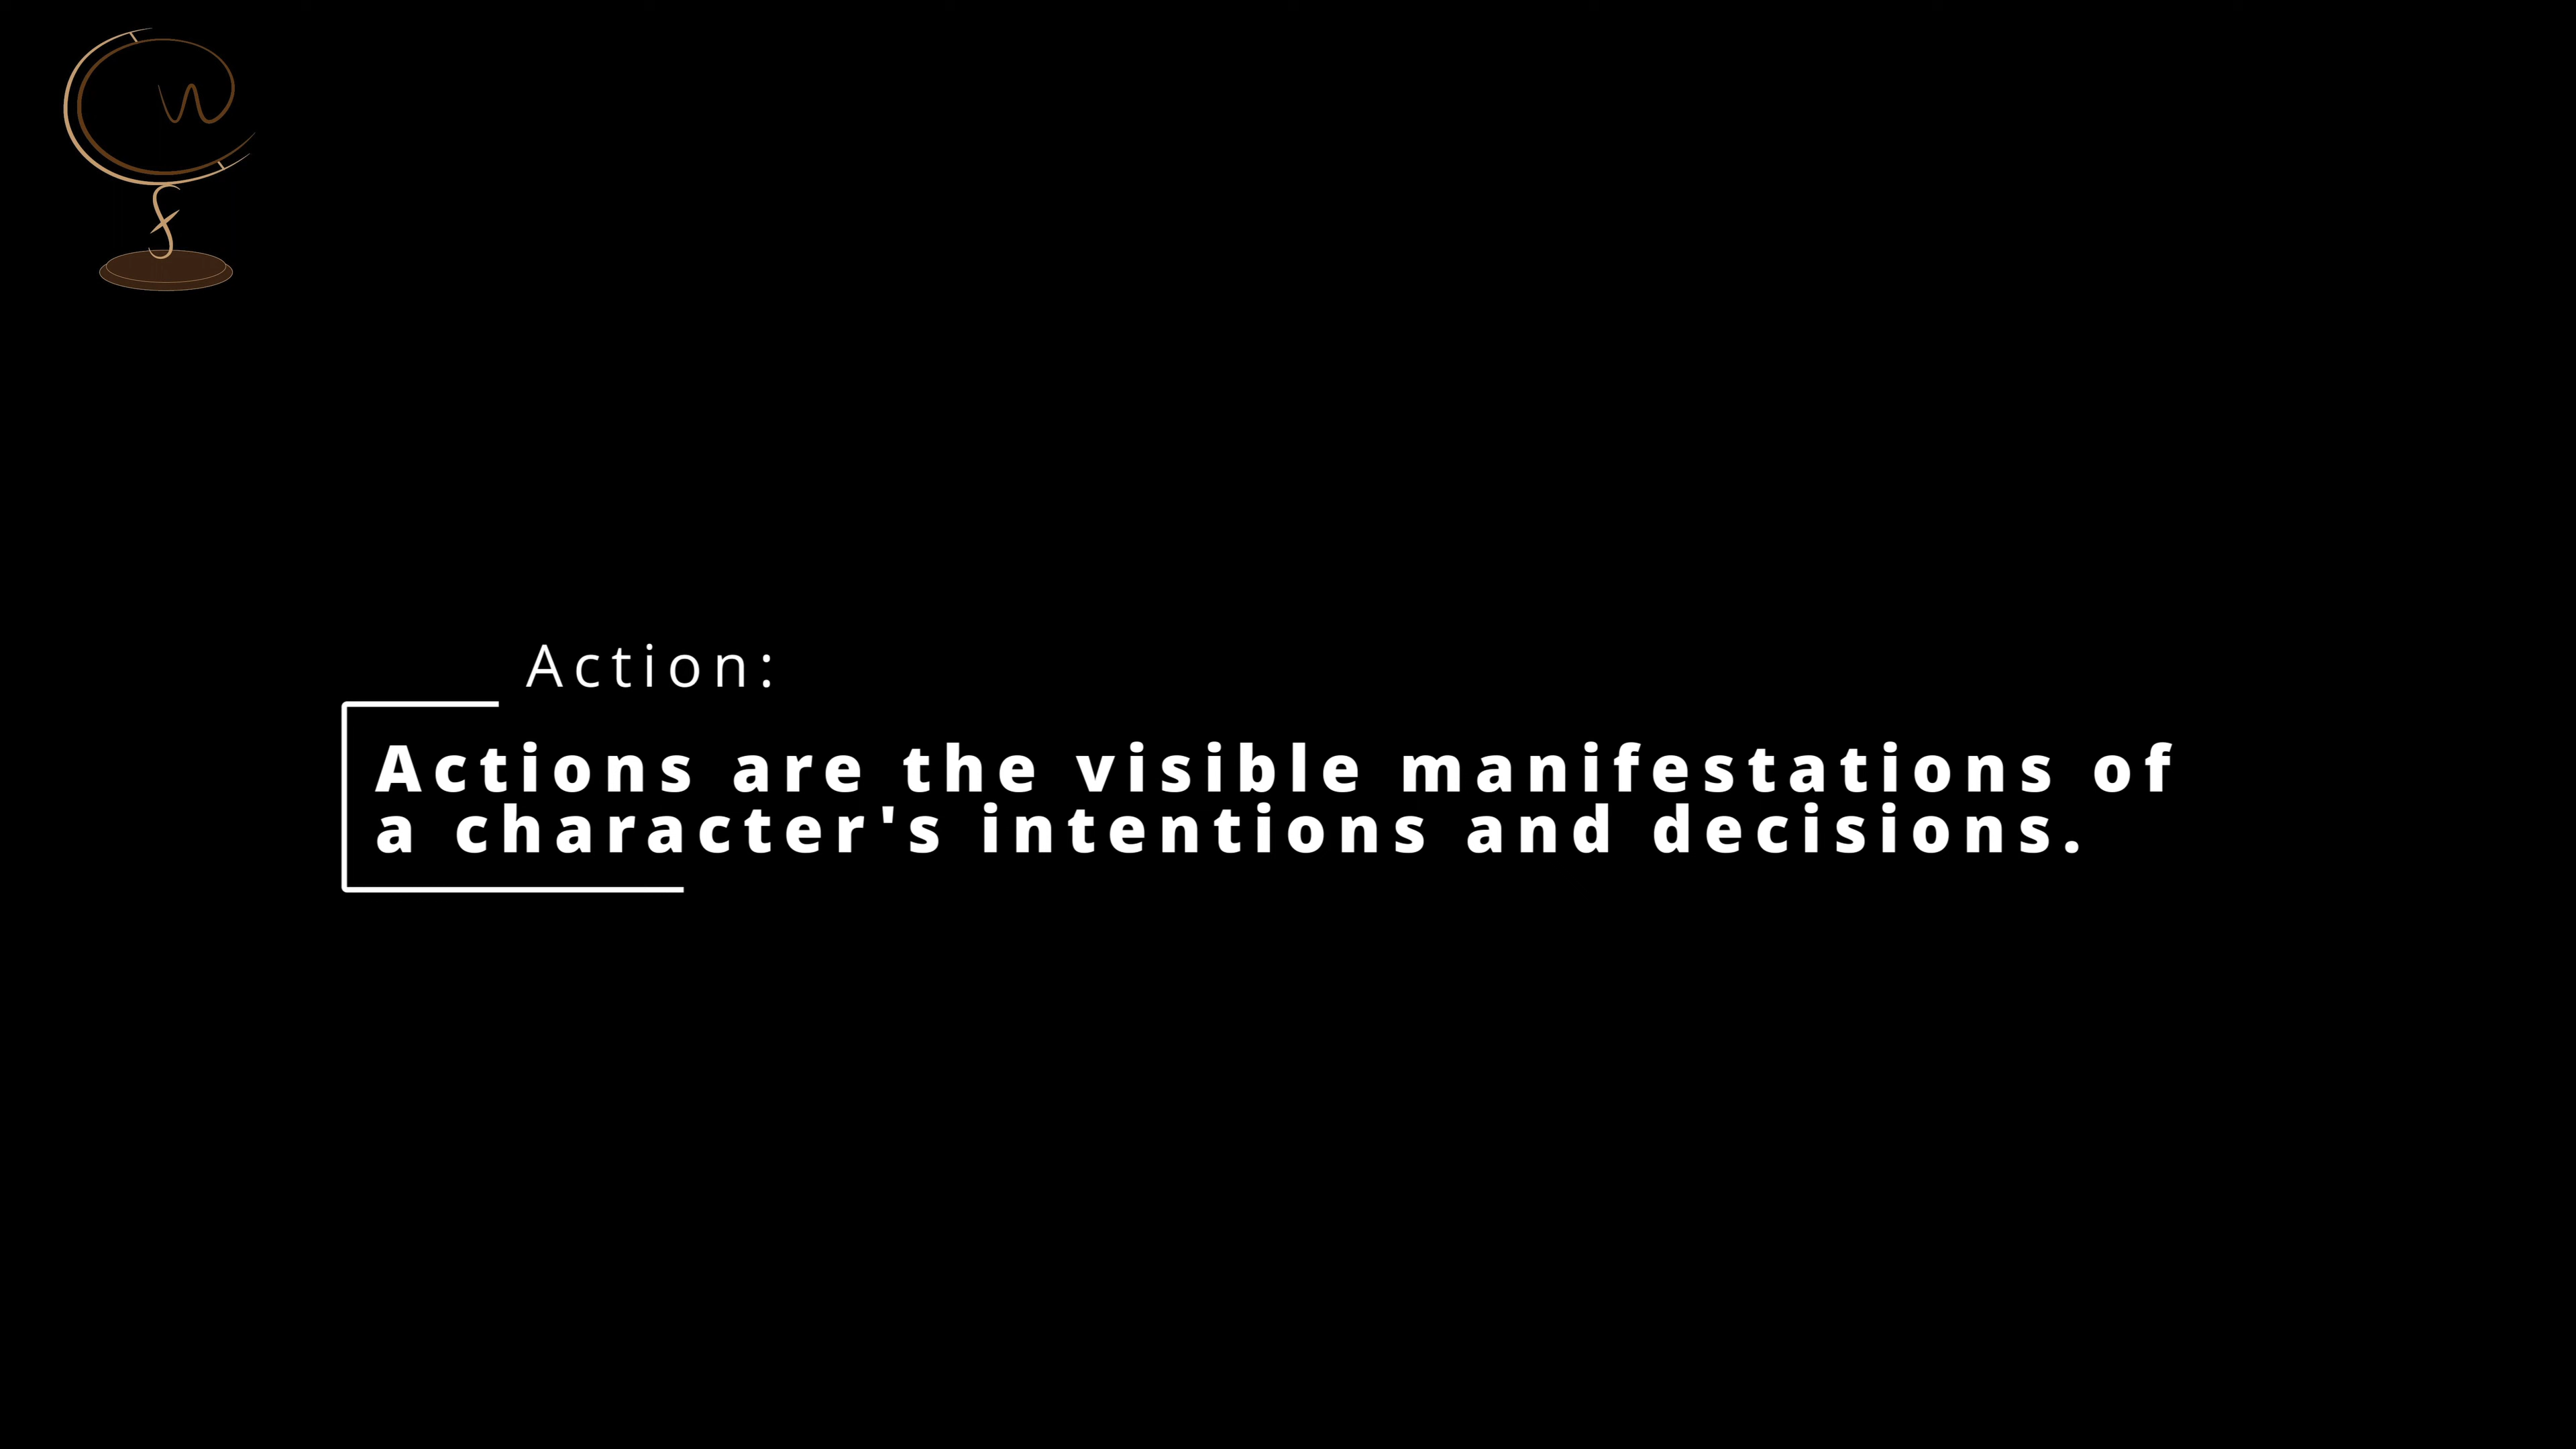 Action:
Actions are the visible manifestations of
a character's intentions and decisions.